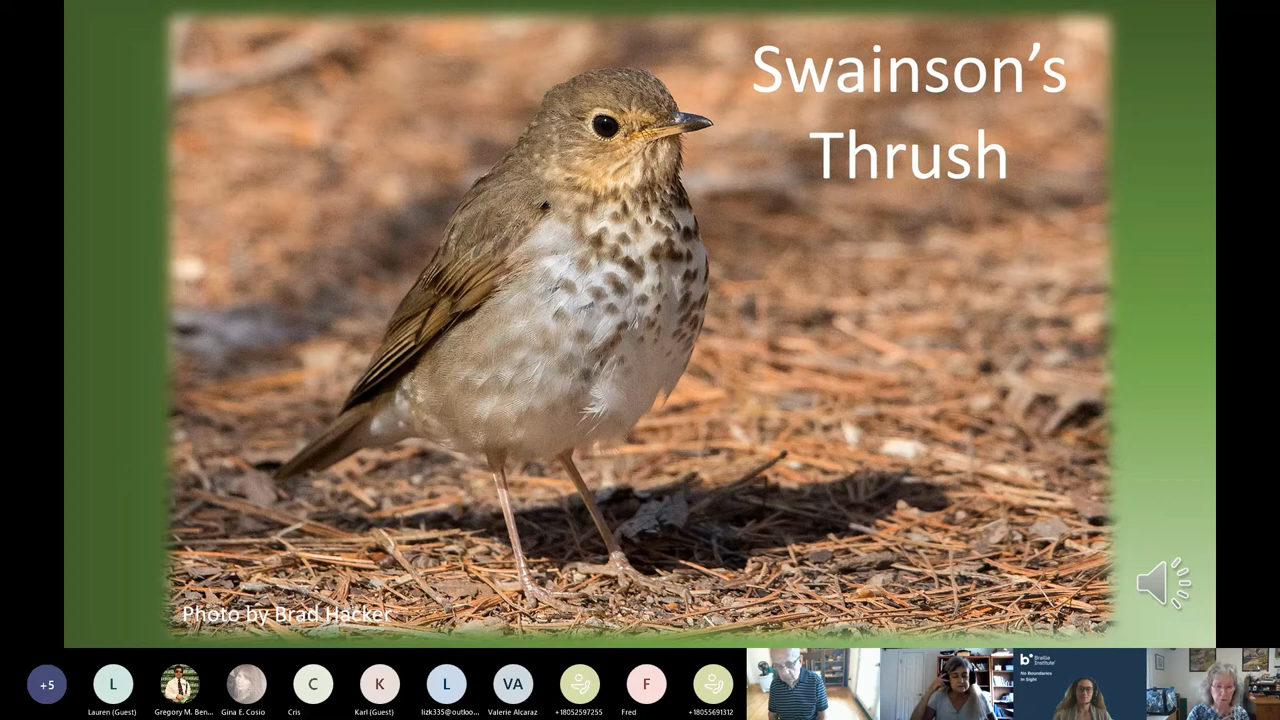 Swainson's
Thrush
Photo by Brad Hacker
+5
L
C
K
L
VA
F
Lauren (Guest)
Gregory M. Ben...
Gina E. Cosio
Karl (Guest)
lizk335@outloo...
Valerie Alcaraz
+18052597255
Fred
+18055691312
b
Braille
Institute
No Boundaries
in Sight